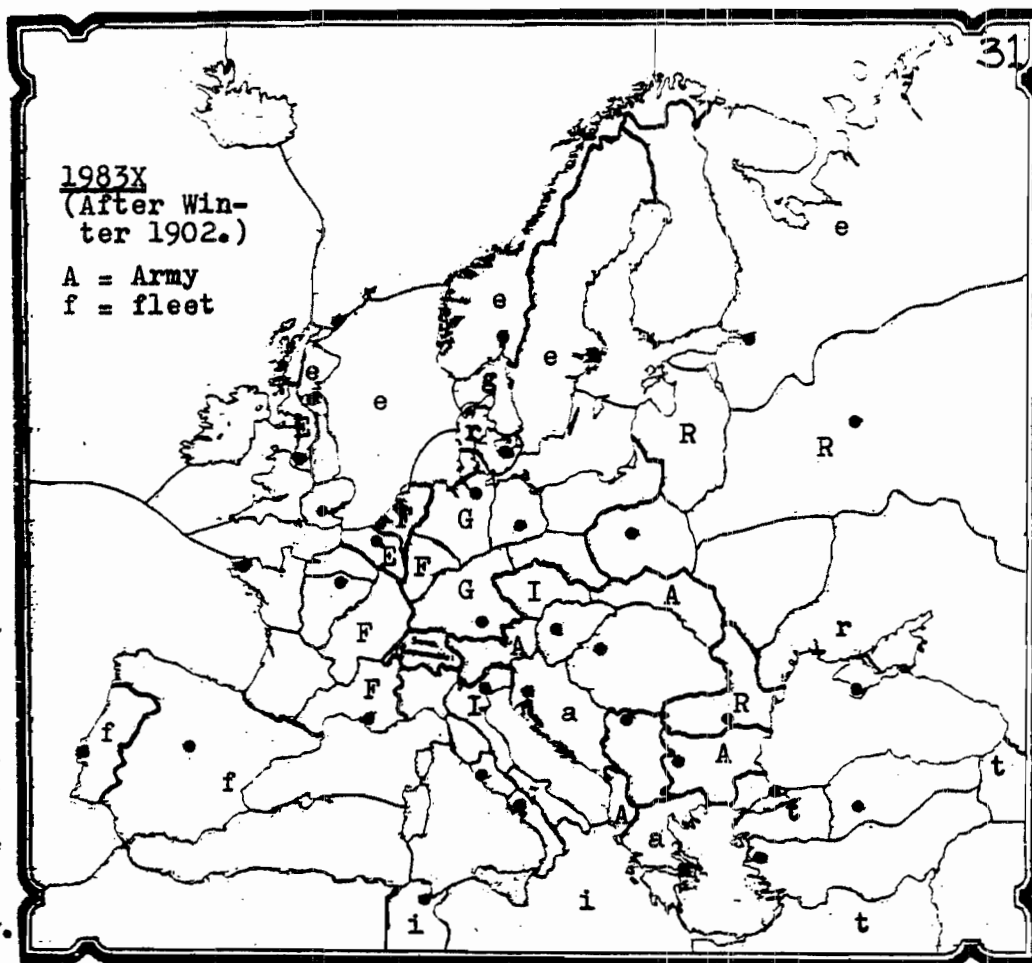 31
1983X
(After Win-
ter 1902.)
A = Army
f = fleet
e
e
e
e
e
R
R
r
G
E
F
G
I
A
F
A
r
F
I
a
R
f
A
t
f
A
t
a
i
i
t